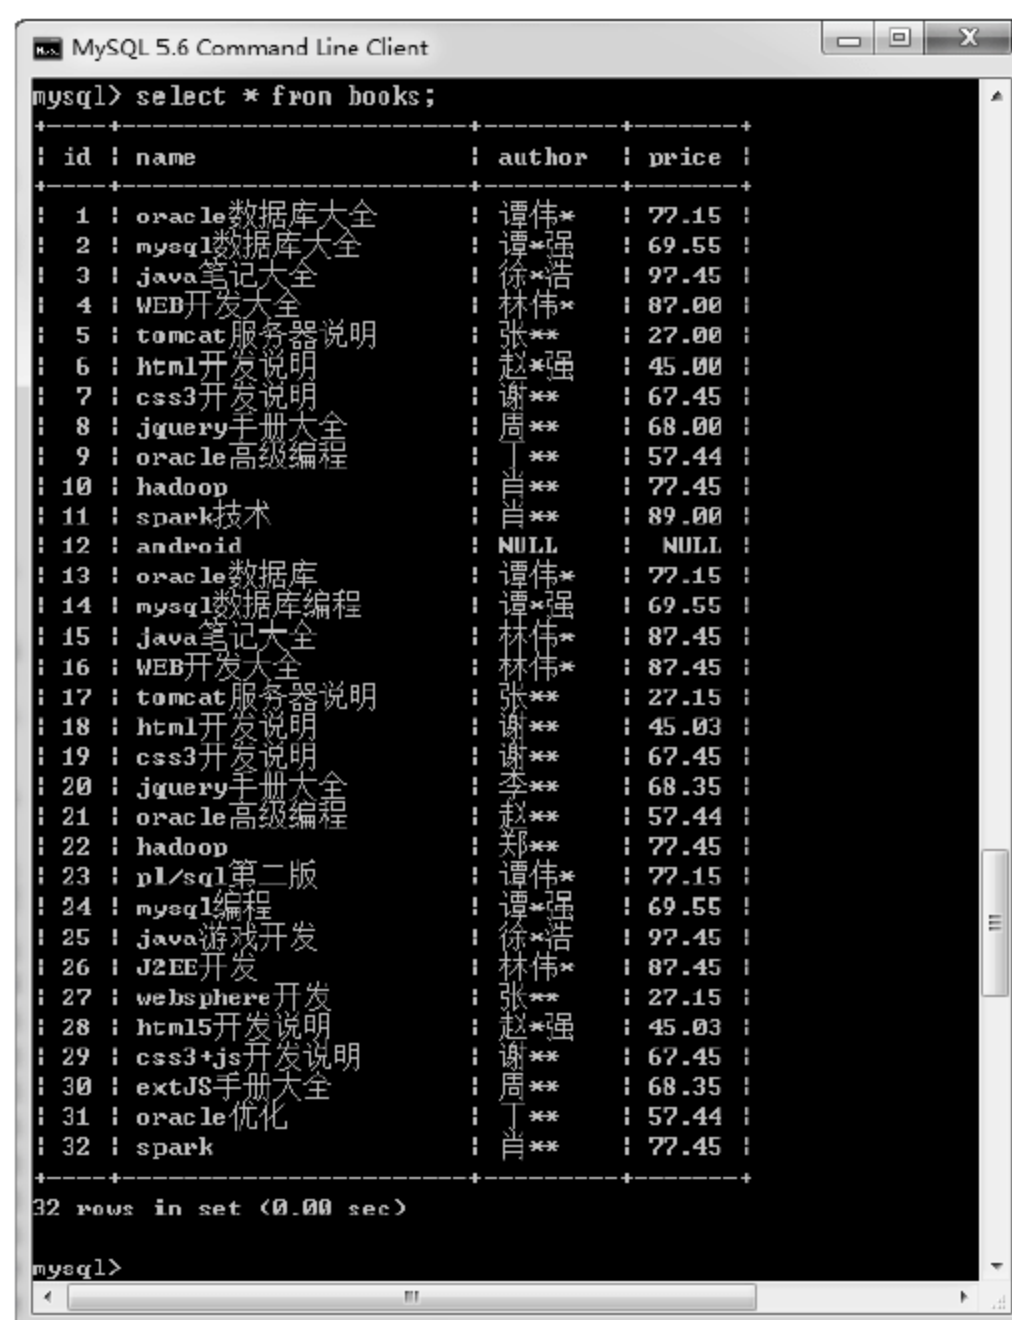 MySQL 5.6 Command Line Client
mysql> select * from books;
+----+-----------------------+---------+-------+
| id | name | author | price |
+----+-----------------------+---------+-------+
| 1 | oracle数据库大全 | 谭伟* | 77.15 |
| 2 | mysql数据库大全 | 谭*强 | 69.55 |
| 3 | java笔记大全 | 徐*浩 | 97.45 |
| 4 | WEB开发大全 | 林伟* | 87.00 |
| 5 | tomcat服务器说明 | 张** | 27.00 |
| 6 | html开发说明 | 赵*强 | 45.00 |
| 7 | css3开发说明 | 谢** | 67.45 |
| 8 | jquery手册大全 | 周** | 68.00 |
| 9 | oracle高级编程 | 丁** | 57.44 |
| 10 | hadoop | 肖** | 77.45 |
| 11 | spark技术 | 肖** | 89.00 |
| 12 | android | NULL | NULL |
| 13 | oracle数据库 | 谭伟* | 77.15 |
| 14 | mysql数据库编程 | 谭*强 | 69.55 |
| 15 | java笔记大全 | 林伟* | 87.45 |
| 16 | WEB开发大全 | 林伟* | 87.45 |
| 17 | tomcat服务器说明 | 张** | 27.15 |
| 18 | html开发说明 | 谢** | 45.03 |
| 19 | css3开发说明 | 谢** | 67.45 |
| 20 | jquery手册大全 | 李** | 68.35 |
| 21 | oracle高级编程 | 赵** | 57.44 |
| 22 | hadoop | 郑** | 77.45 |
| 23 | pl/sql第二版 | 谭伟* | 77.15 |
| 24 | mysql编程 | 谭*强 | 69.55 |
| 25 | java游戏开发 | 徐*浩 | 97.45 |
| 26 | J2EE开发 | 林伟* | 87.45 |
| 27 | websphere开发 | 张** | 27.15 |
| 28 | html5开发说明 | 赵*强 | 45.03 |
| 29 | css3+js开发说明 | 谢** | 67.45 |
| 30 | extJS手册大全 | 周** | 68.35 |
| 31 | oracle优化 | 丁** | 57.44 |
| 32 | spark | 肖** | 77.45 |
+----+-----------------------+---------+-------+
32 rows in set (0.00 sec)
mysql>